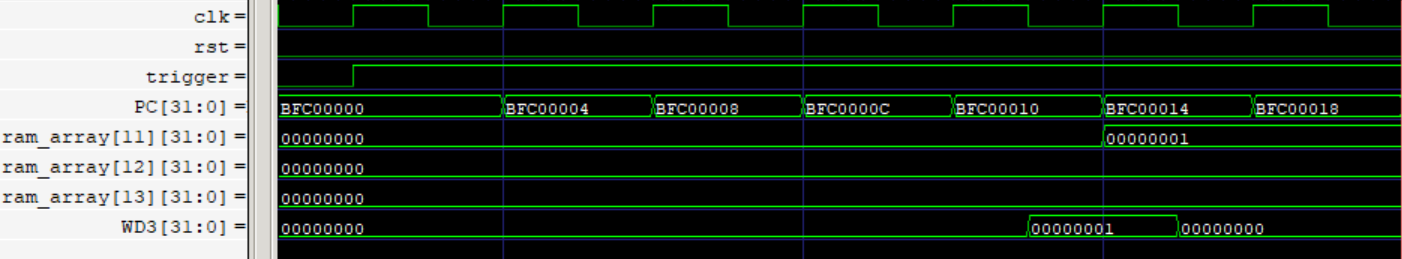 clk=
rst=
trigger=
PC[31:0]= BFC00000 BFC00004 BFC00008 BFC0000C BFC00010 BFC00014 BFC00018
ram_array[11][31:0]= 00000000 00000001
ram_array[12][31:0]= 00000000
ram_array[13][31:0]= 00000000
WD3[31:0]= 00000000 00000001 00000000